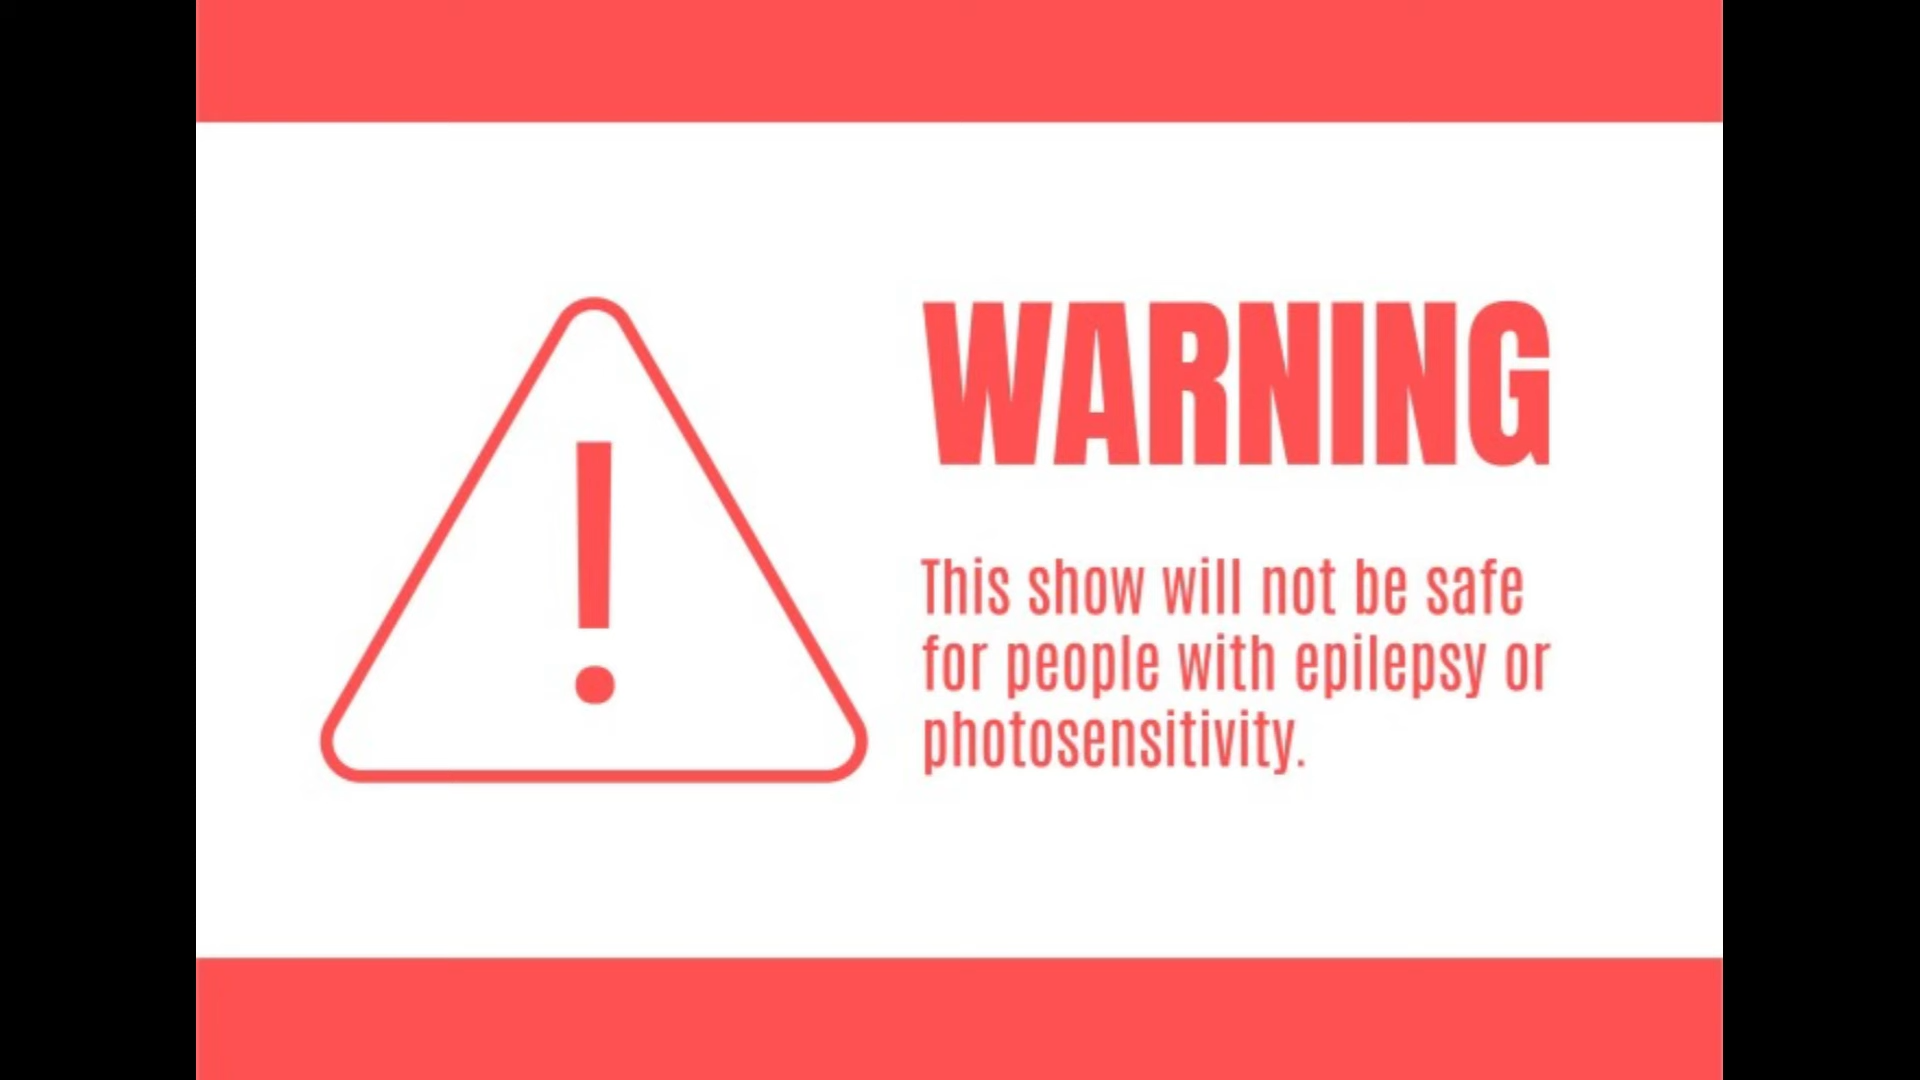 WARNING
This show will not be safe
for people with epilepsy or
photosensitivity.